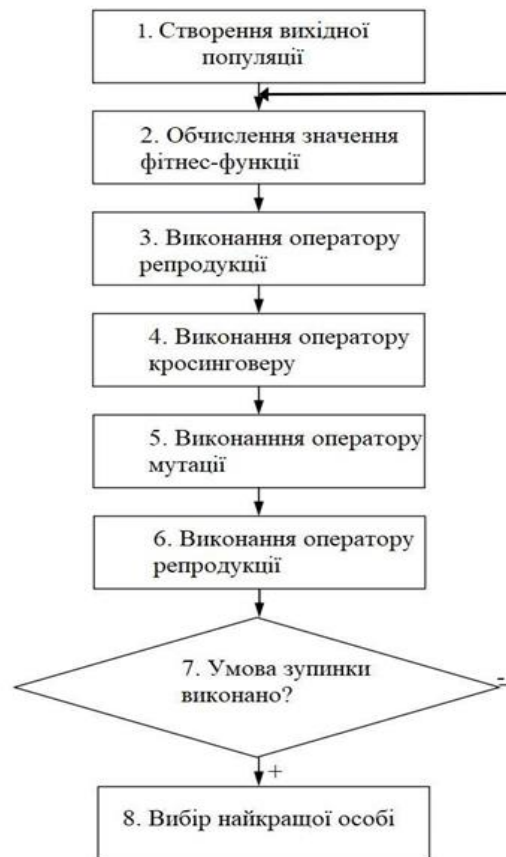 1. Створення вихідної
популяції
2. Обчислення значення
фітнес-функції
3. Виконання оператору
репродукції
4. Виконання оператору
кросинговеру
5. Виконанння оператору
мутації
6. Виконання оператору
репродукції
7. Умова зупинки
виконано?
-
+
8. Вибір найкращої особі